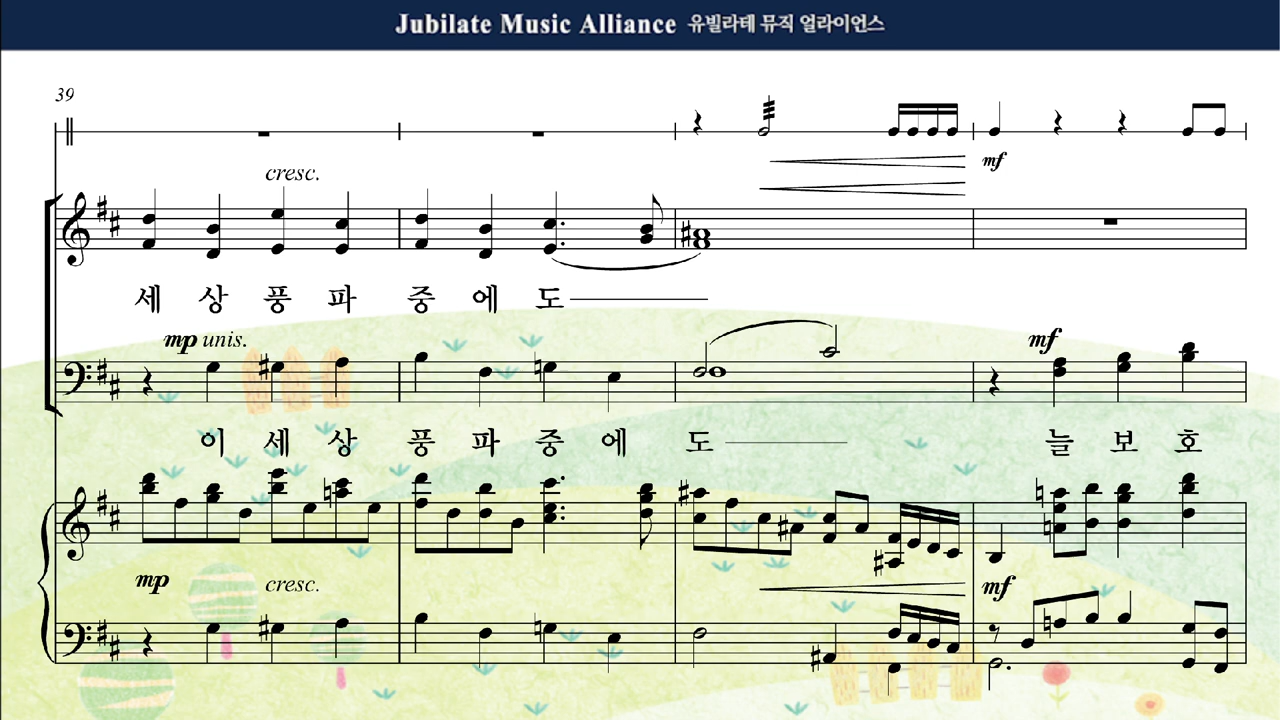 Jubilate Music Alliance 유빌라테 뮤직 얼라이언스
39
mf
cresc.
세 상 풍 파 중 에 도
mp unis. mf
이 세 상 풍 파 중 에 도 늘 보 호
mp cresc. mf